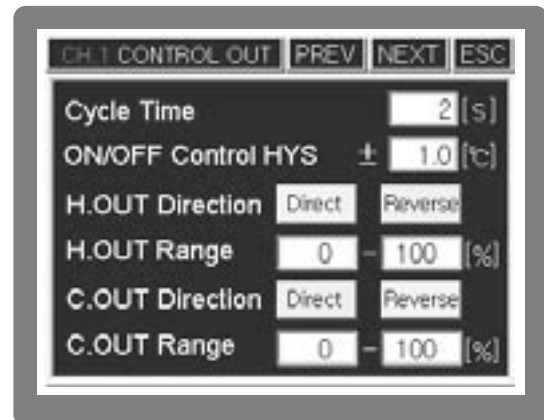 CH.1 CONTROL OUT PREV NEXT ESC
Cycle Time 2 [S]
ON/OFF Control HYS ± 1.0 [℃]
H.OUT Direction Direct Reverse
H.OUT Range 0 - 100 [%]
C.OUT Direction Direct Reverse
C.OUT Range 0 - 100 [%]